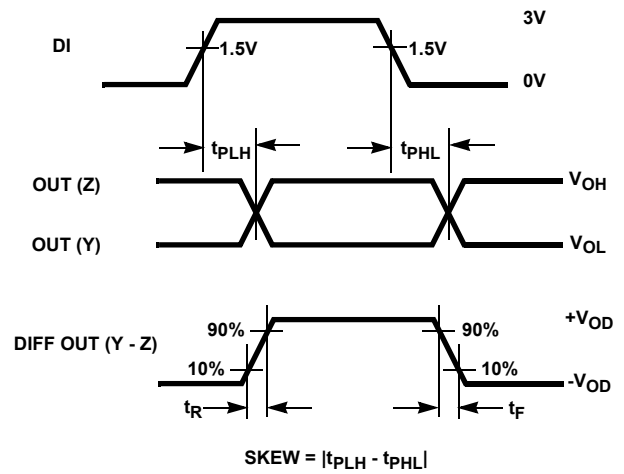 3V
DI
1.5V
1.5V
0V
tPLH
tPHL
OUT (Z)
VOH
OUT (Y)
VOL
+VOD
90%
90%
DIFF OUT (Y - Z)
10%
10%
-VOD
tR
tF
SKEW = |tPLH - tPHL|